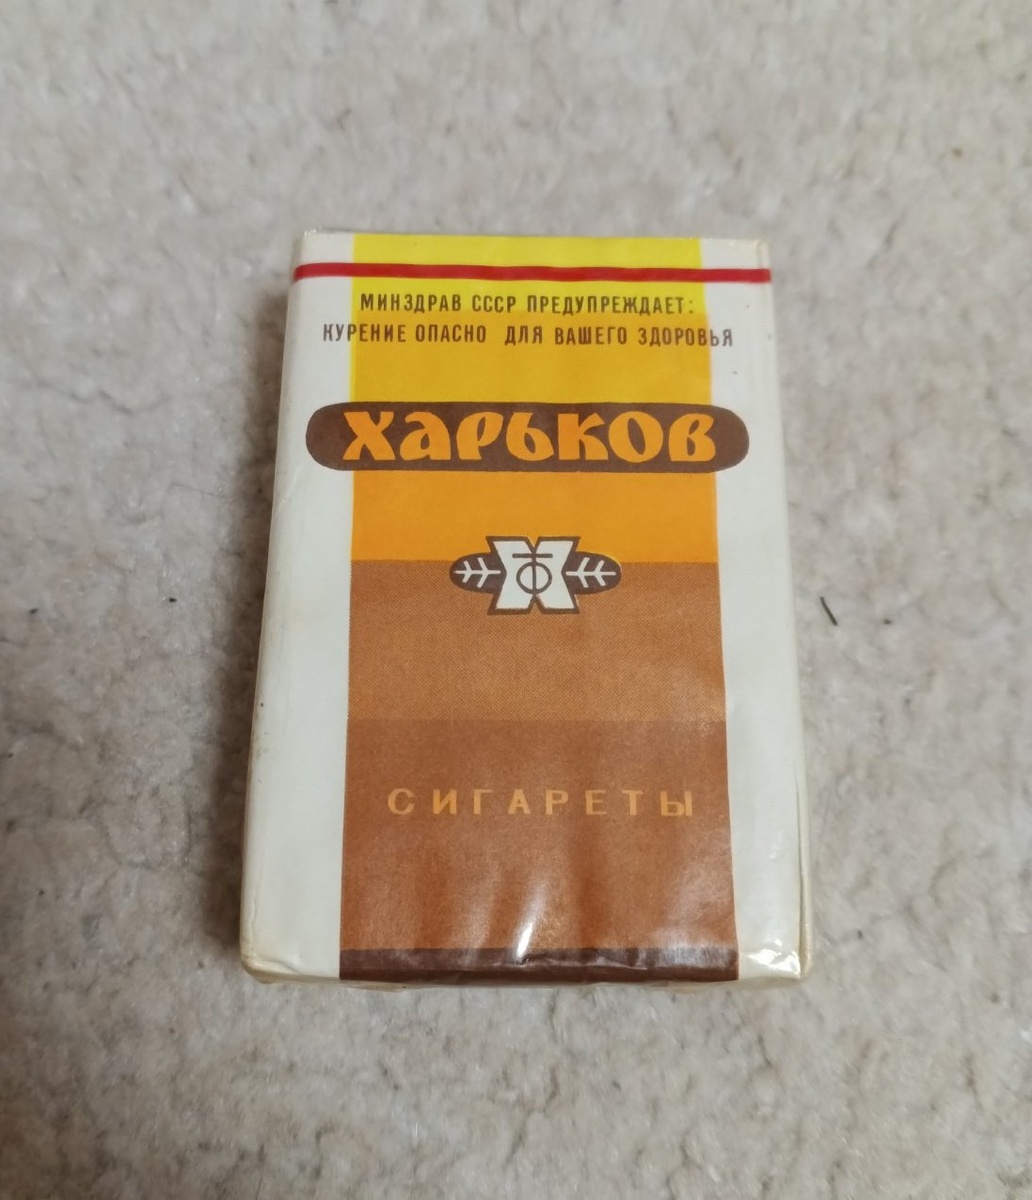 МИНЗДРАВ СССР ПРЕДУПРЕЖДАЕТ:
КУРЕНИЕ ОПАСНО ДЛЯ ВАШЕГО ЗДОРОВЬЯ
ХАРЬКОВ
СИГАРЕТЫ